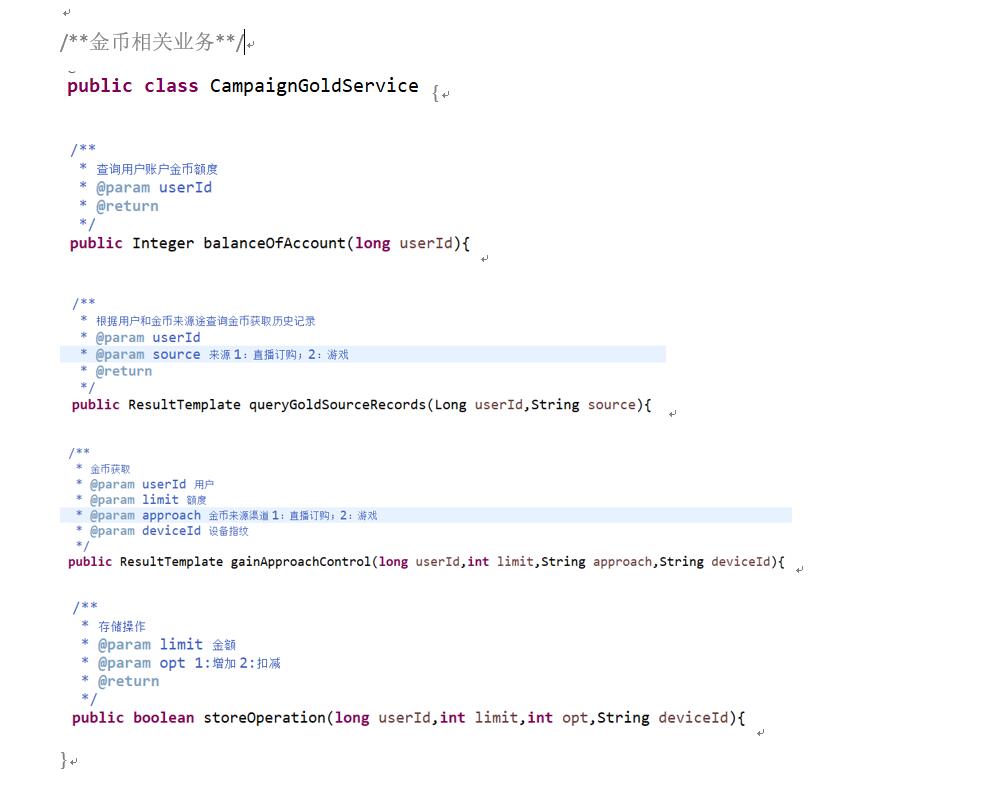 /**金币相关业务**/
public class CampaignGoldService {
/**
* 查询用户账户金币额度
* @param userId
* @return
*/
public Integer balanceOfAccount(long userId){
/**
* 根据用户和金币来源途查询金币获取历史记录
* @param userId
* @param source 来源 1：直播订购；2：游戏
* @return
*/
public ResultTemplate queryGoldSourceRecords(Long userId,String source){
/**
* 金币获取
* @param userId 用户
* @param limit 额度
* @param approach 金币来源渠道 1：直播订购；2：游戏
* @param deviceId 设备指纹
*/
public ResultTemplate gainApproachControl(long userId,int limit,String approach,String deviceId){
/**
* 存储操作
* @param limit 金额
* @param opt 1:增加 2:扣减
* @return
*/
public boolean storeOperation(long userId,int limit,int opt,String deviceId){
}